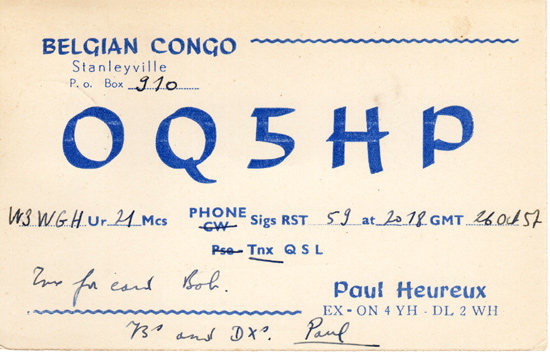 BELGIAN CONGO
Stanleyville
P. o. Box 910
OQ5HP
W3WGH Ur 21 Mcs PHONE CW Sigs RST 59 at 2018 GMT 26 Oct 57
Pse Tnx QSL
Tnx for card Bob.
Paul Heureux
EX - ON 4 YH - DL 2 WH
73s and DXs. Paul